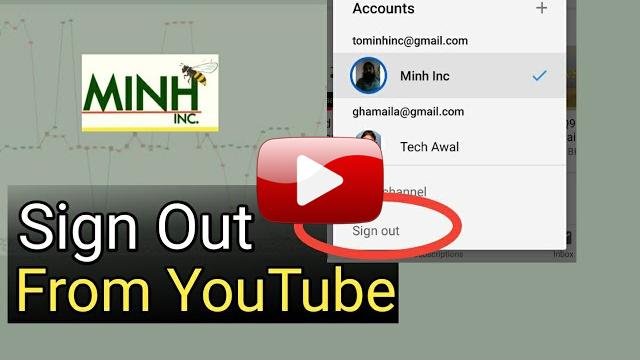 Accounts +
tominhinc@gmail.com
Minh Inc
ghamaila@gmail.com
Tech Awal
channel
Sign out
Inbox
MINH
INC.
Sign Out
From YouTube